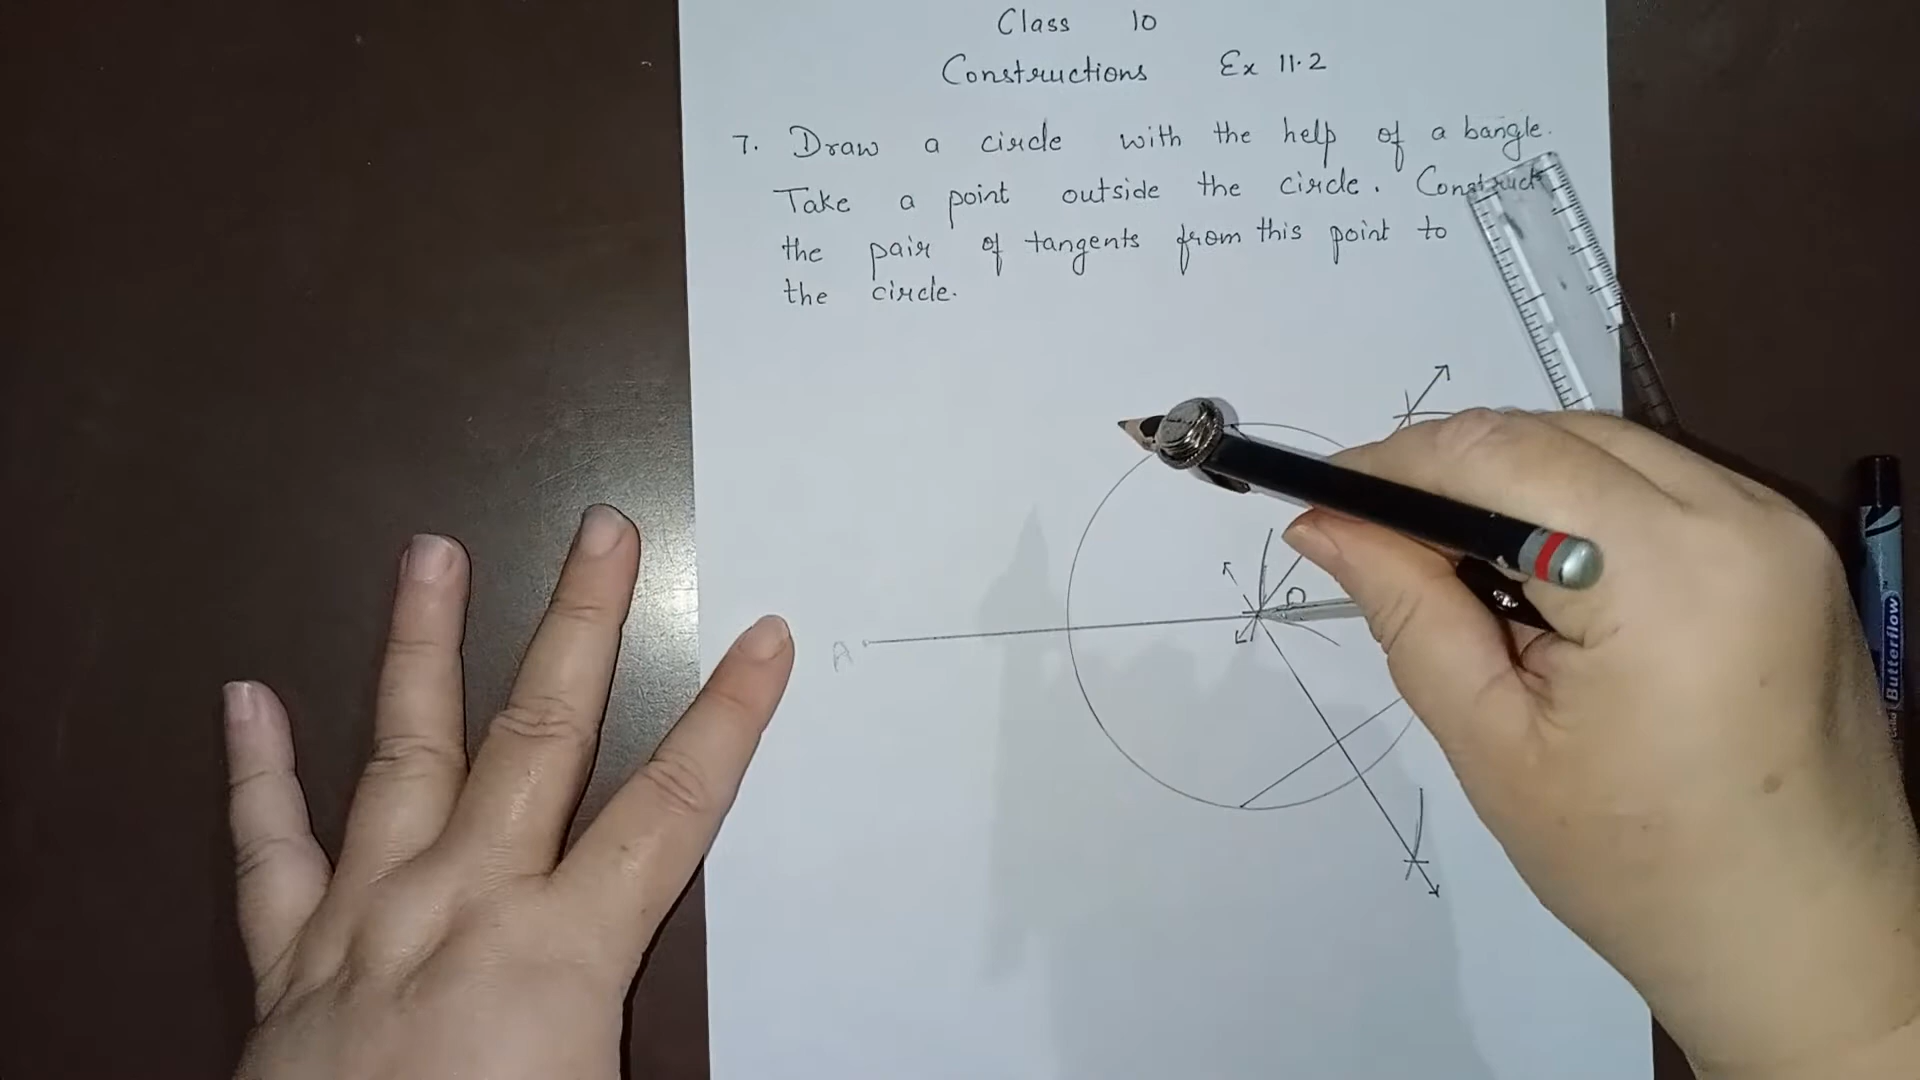 Class 10
Constructions Ex 11.2
7. Draw a circle with the help of a bangle.
Take a point outside the circle. Construct
the pair of tangents from this point to
the circle.
A
O
Butterflow